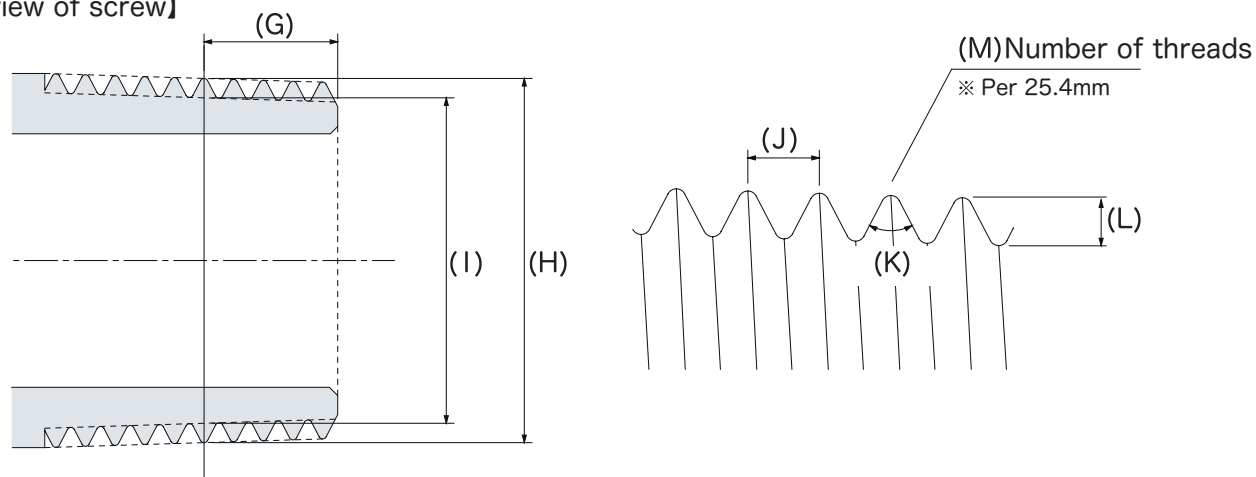 iew of screw】
(G)
(M)Number of threads
※ Per 25.4mm
(J)
(L)
(K)
(I)
(H)